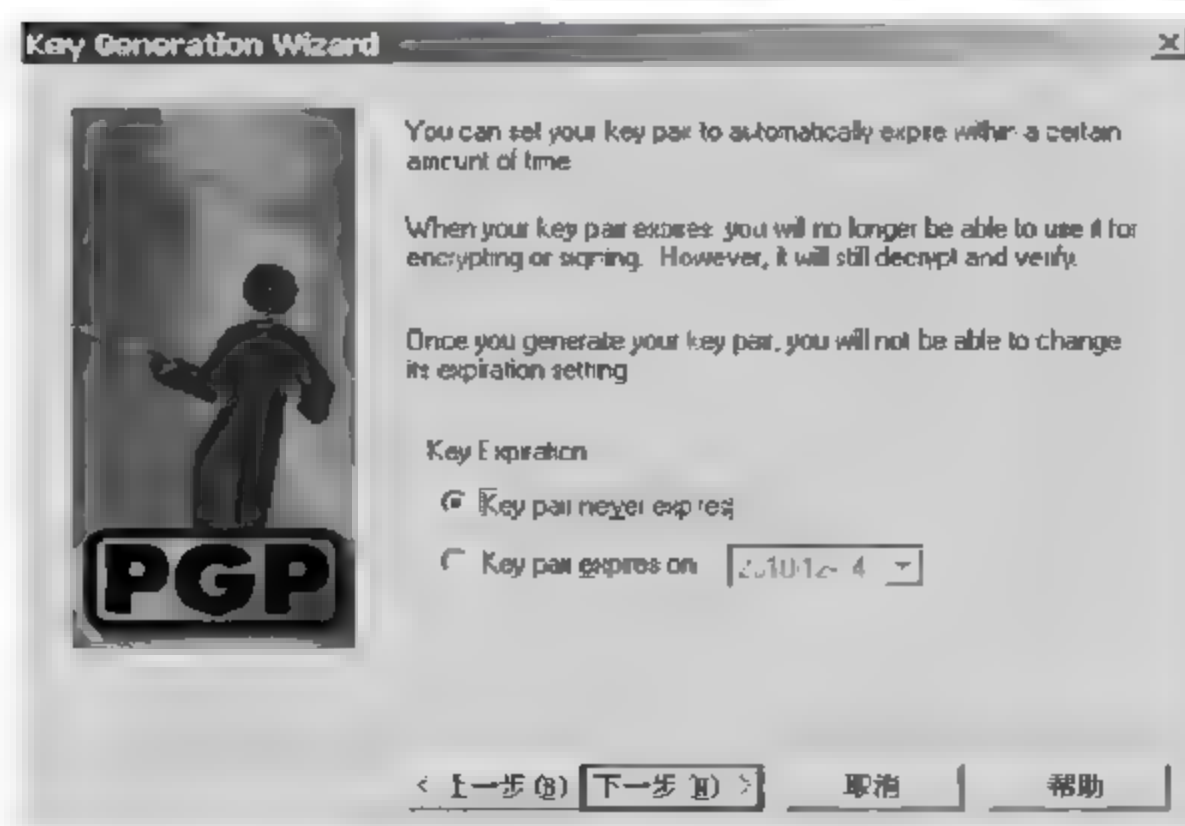 Key Generation Wizard
You can set your key pair to automatically expire within a certain
amount of time
When your key pair expires you will no longer be able to use it for
encrypting or signing. However, it will still decrypt and verify.
Once you generate your key pair, you will not be able to change
its expiration setting
Key Expiration
Key pair never expires
Key pair expires on
PGP
< 上一步(B) 下一步(N) > 取消 帮助